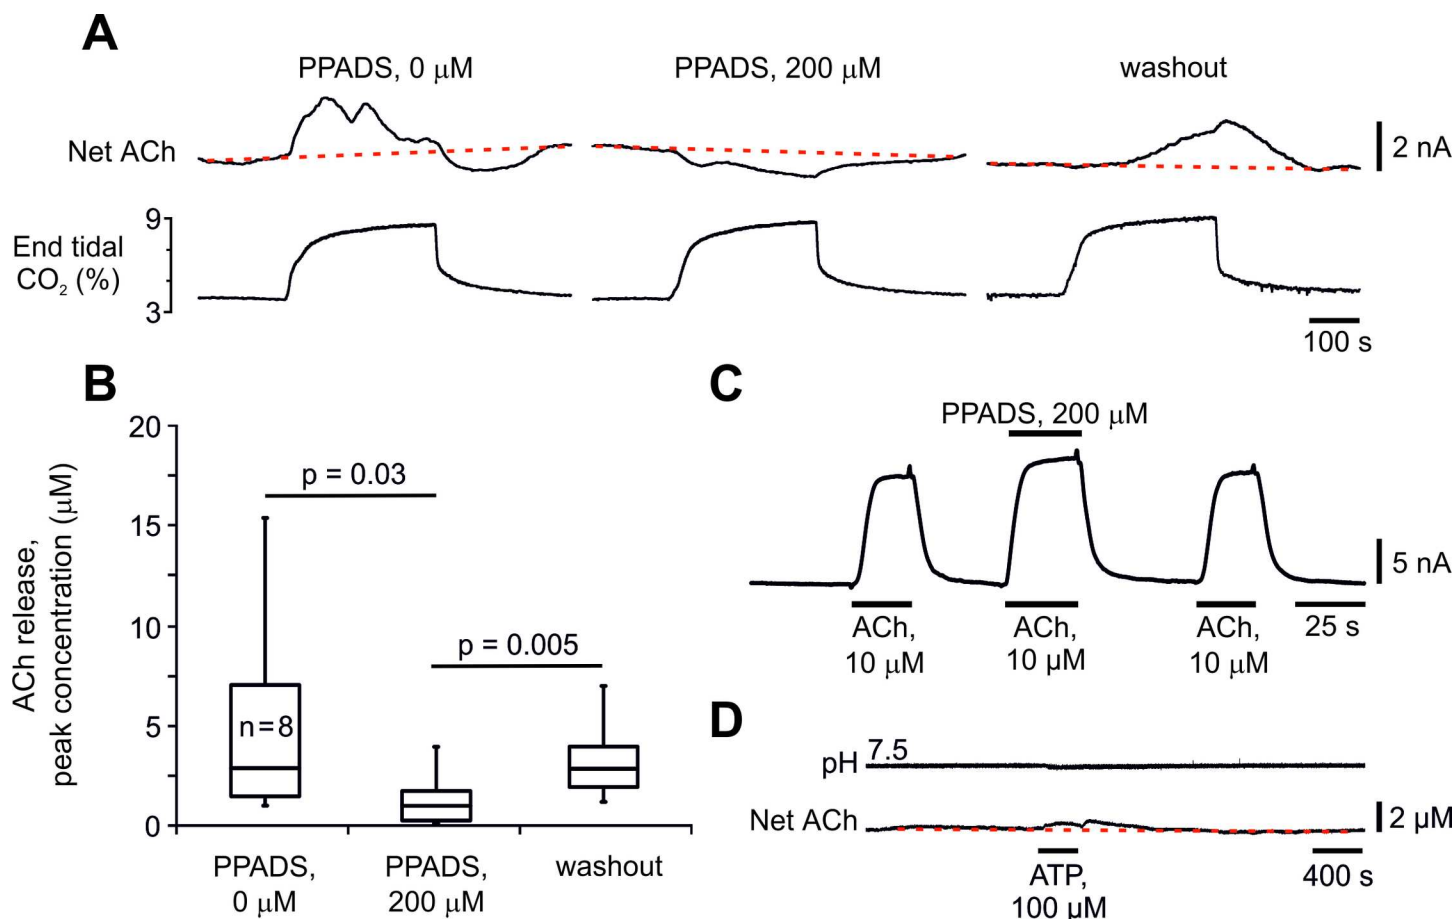 A
PPADS, 0 μM
PPADS, 200 μM
washout
Net ACh
2 nA
9
End tidal
CO₂ (%)
3
100 s
B
20
15
10
5
0
ACh release,
peak concentration (μM)
p = 0.03
p = 0.005
n=8
PPADS,
0 μM
PPADS,
200 μM
washout
C
PPADS, 200 μM
5 nA
ACh,
10 μM
ACh,
10 μM
ACh,
10 μM
25 s
D
7.5
pH
Net ACh
2 μM
ATP,
100 μM
400 s